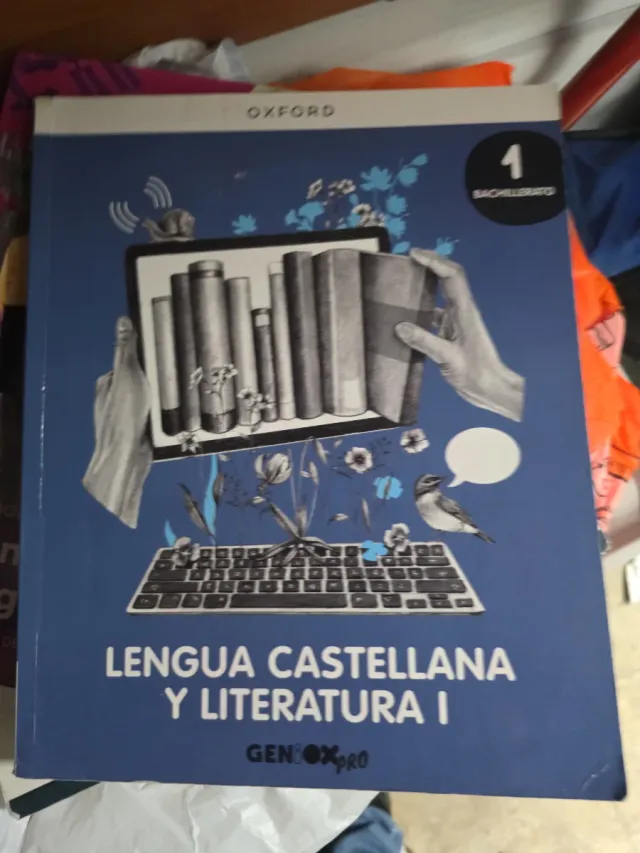 OXFORD
1
BACHILLERATO
LENGUA CASTELLANA
Y LITERATURA I
GENiOX PRO